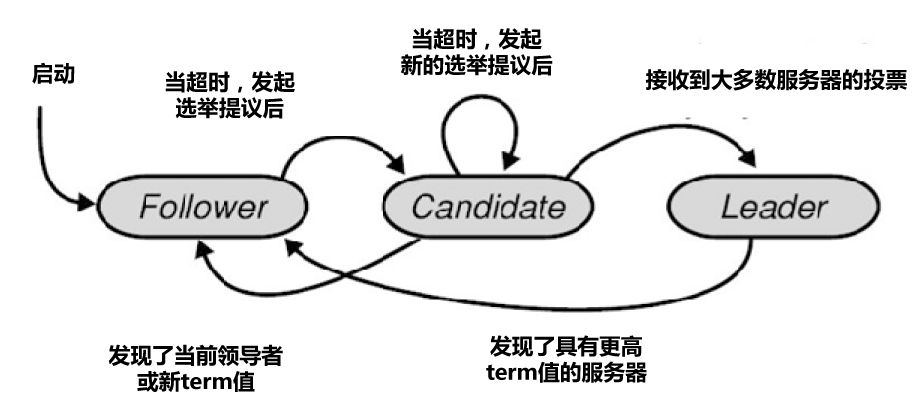 启动
当超时，发起
选举提议后
当超时，发起
新的选举提议后
接收到大多数服务器的投票
Follower
Candidate
Leader
发现了当前领导者
或新term值
发现了具有更高
term值的服务器